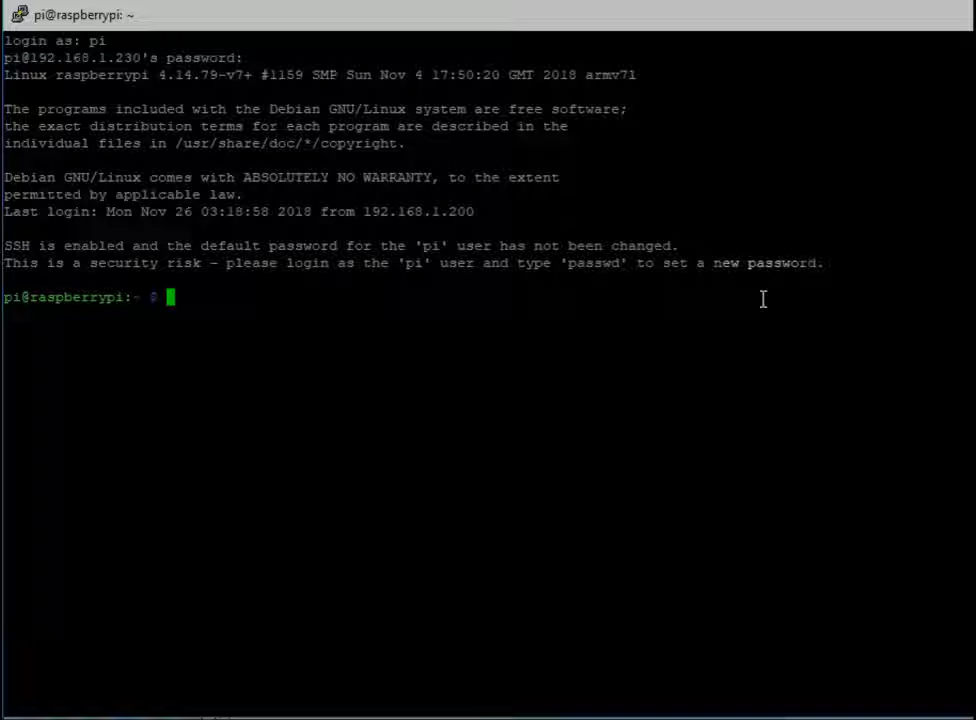 pi@raspberrypi: ~
login as: pi
pi@192.168.1.230's password:
Linux raspberrypi 4.14.79-v7+ #1159 SMP Sun Nov 4 17:50:20 GMT 2018 armv7l

The programs included with the Debian GNU/Linux system are free software;
the exact distribution terms for each program are described in the
individual files in /usr/share/doc/*/copyright.

Debian GNU/Linux comes with ABSOLUTELY NO WARRANTY, to the extent
permitted by applicable law.
Last login: Mon Nov 26 03:18:58 2018 from 192.168.1.200

SSH is enabled and the default password for the 'pi' user has not been changed.
This is a security risk - please login as the 'pi' user and type 'passwd' to set a new password.

pi@raspberrypi:~ $